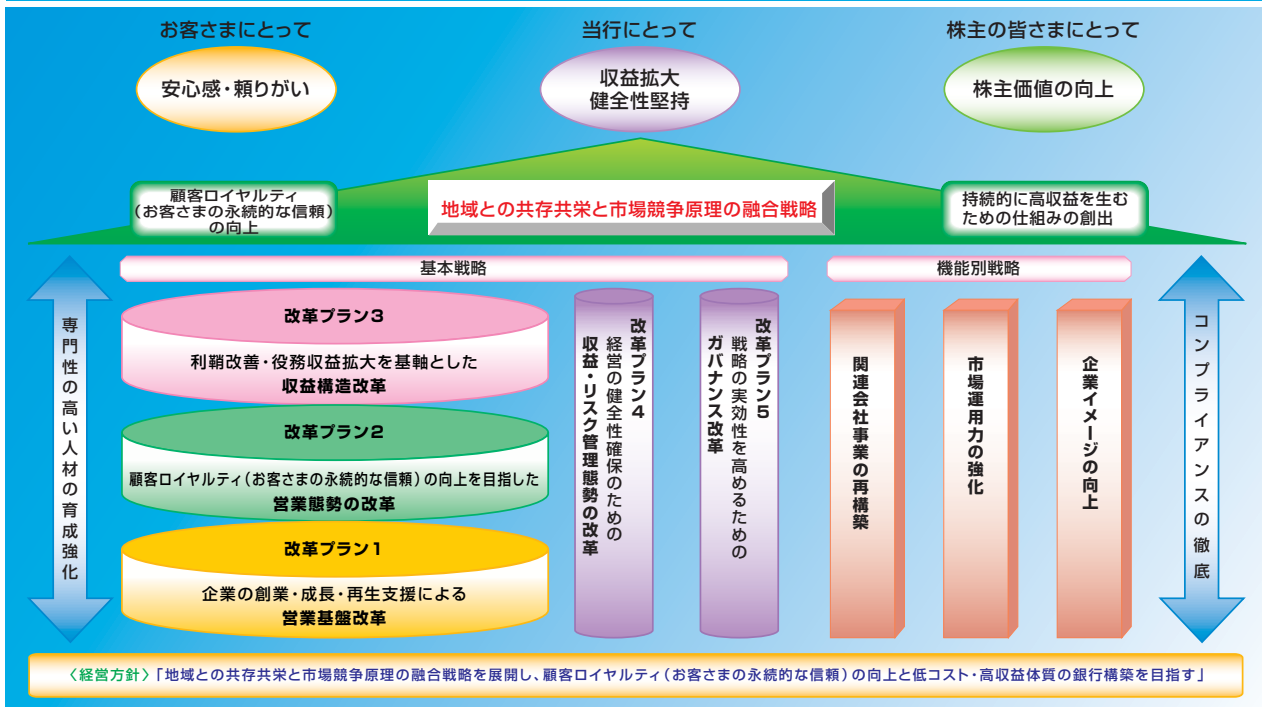 お客さまにとって
安心感・頼りがい
当行にとって
収益拡大
健全性堅持
株主の皆さまにとって
株主価値の向上
顧客ロイヤルティ
(お客さまの永続的な信頼)
の向上
地域との共存共栄と市場競争原理の融合戦略
持続的に高収益を生む
ための仕組みの創出
基本戦略
機能別戦略
専門性の高い人材の育成強化
改革プラン3
利鞘改善・役務収益拡大を基軸とした
収益構造改革
改革プラン2
顧客ロイヤルティ(お客さまの永続的な信頼)の向上を目指した
営業態勢の改革
改革プラン1
企業の創業・成長・再生支援による
営業基盤改革
改革プラン4
経営の健全性確保のための
収益・リスク管理態勢の改革
改革プラン5
戦略の実効性を高めるための
ガバナンス改革
関連会社事業の再構築
市場運用力の強化
企業イメージの向上
コンプライアンスの徹底
〈経営方針〉「地域との共存共栄と市場競争原理の融合戦略を展開し、顧客ロイヤルティ(お客さまの永続的な信頼)の向上と低コスト・高収益体質の銀行構築を目指す」